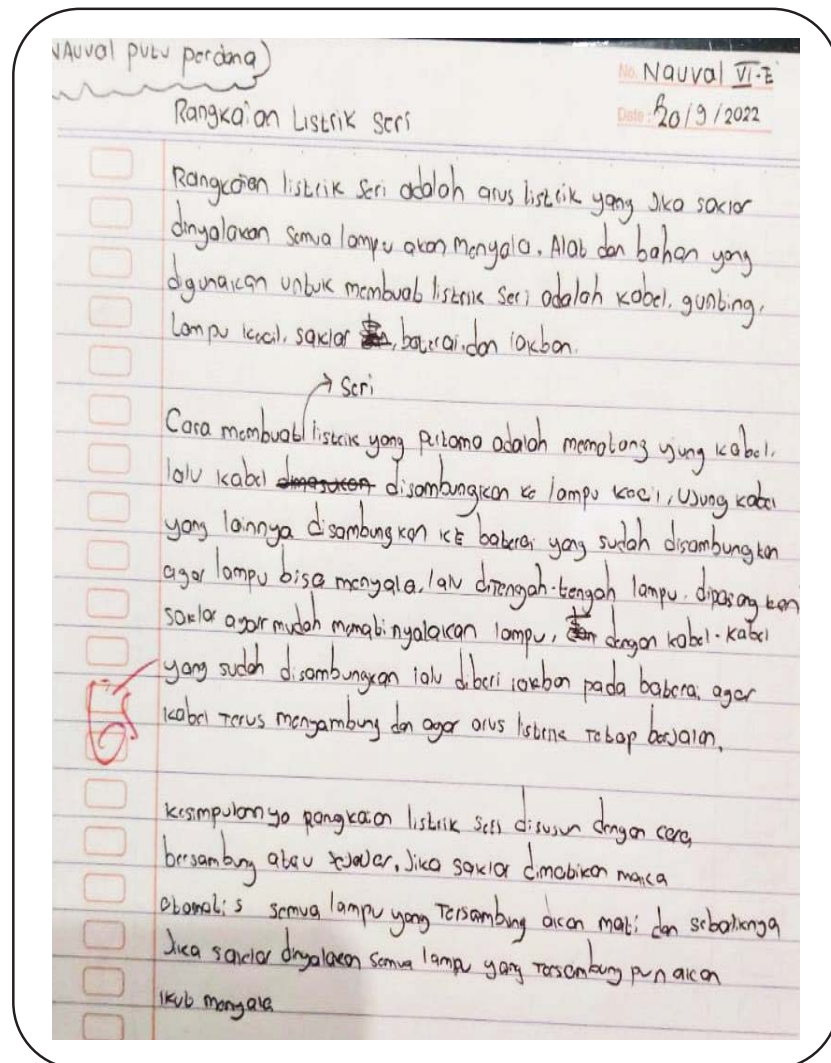 (Nauval putu perdana)
No. Nauval VI-E
Date : 20/9/2022
Rangkaian Listrik Seri
Rangkaian listrik Seri adalah arus listrik yang Jika saklar
dinyalakan Semua lampu akan Menyala. Alat dan bahan yang
digunakan untuk membuat listrik Seri adalah kabel, gunting,
Lampu kecil, saklar, baterai, dan lakban.
→ Seri
Cara membuat listrik yang pertama adalah memotong ujung kabel,
lalu kabel dimasukan disambungkan ke lampu kecil, Ujung kabel
yang lainnya disambungkan KE baterai yang sudah disambungkan
agar lampu bisa menyala, lalu ditengah-tengah lampu. dipasangkan
saklar agar mudah mematinyalakan lampu, dengan kabel-kabel
yang sudah disambungkan lalu diberi lakban pada baterai agar
kabel Terus menyambung dan agar arus listrik Tetap berjalan.
kesimpulannya rangkaian listrik Seri disusun dengan cara
bersambung atau sejajar. Jika saklar dimatikan maka
otomatis semua lampu yang Tersambung akan mati dan sebaliknya
Jika saklar dinyalakan Semua lampu yang Tersambung pun akan
ikut menyala